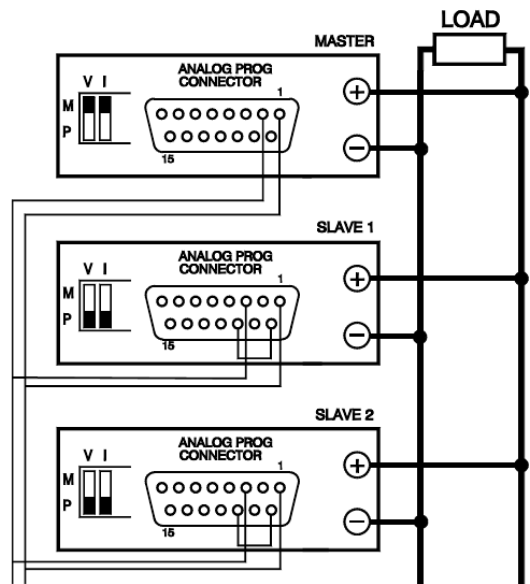 LOAD
MASTER
ANALOG PROG
CONNECTOR
V I
1
M
P
15
SLAVE 1
ANALOG PROG
CONNECTOR
V I
1
M
P
15
SLAVE 2
ANALOG PROG
CONNECTOR
V I
1
M
P
15